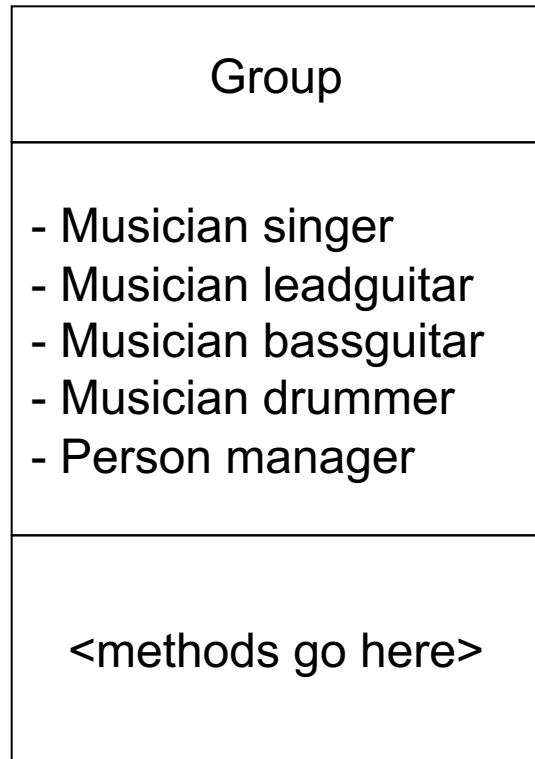 Group
- Musician singer
- Musician leadguitar
- Musician bassguitar
- Musician drummer
- Person manager
<methods go here>